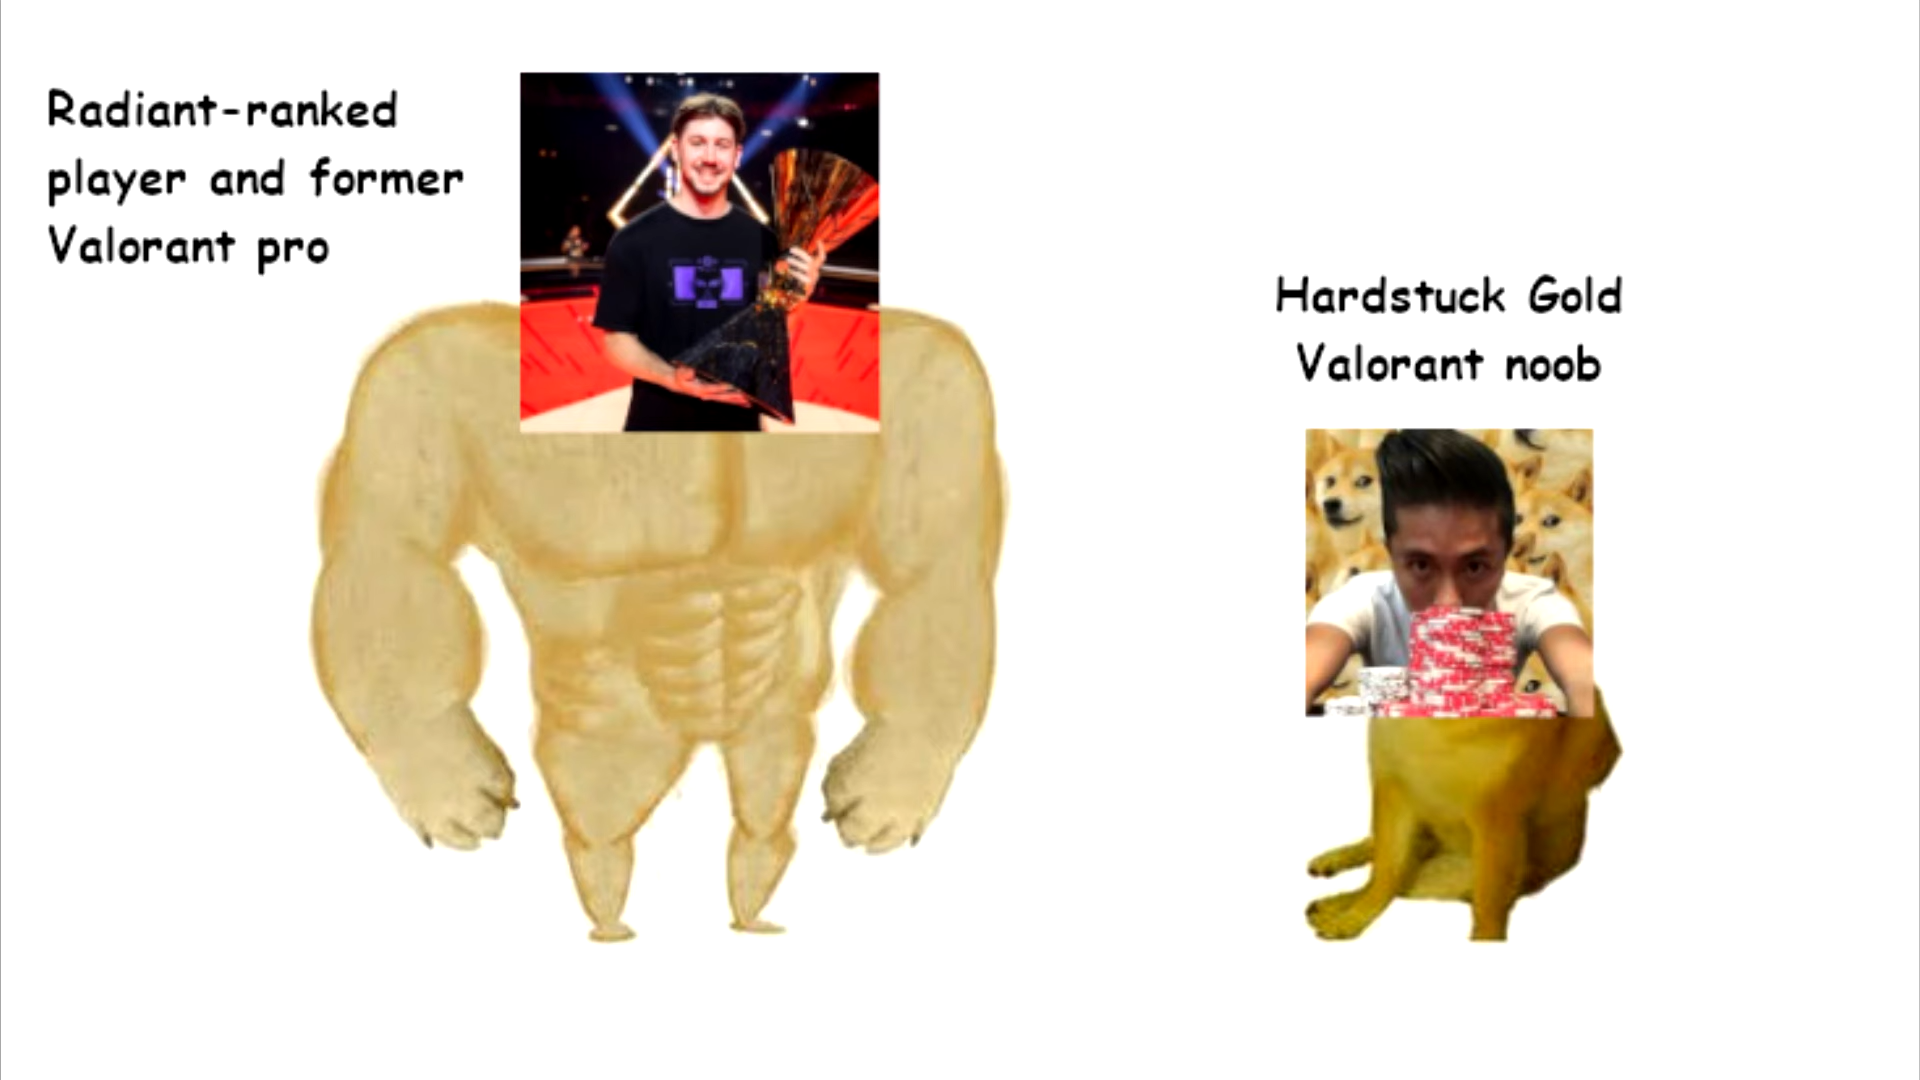 Radiant-ranked
player and former
Valorant pro
Hardstuck Gold
Valorant noob